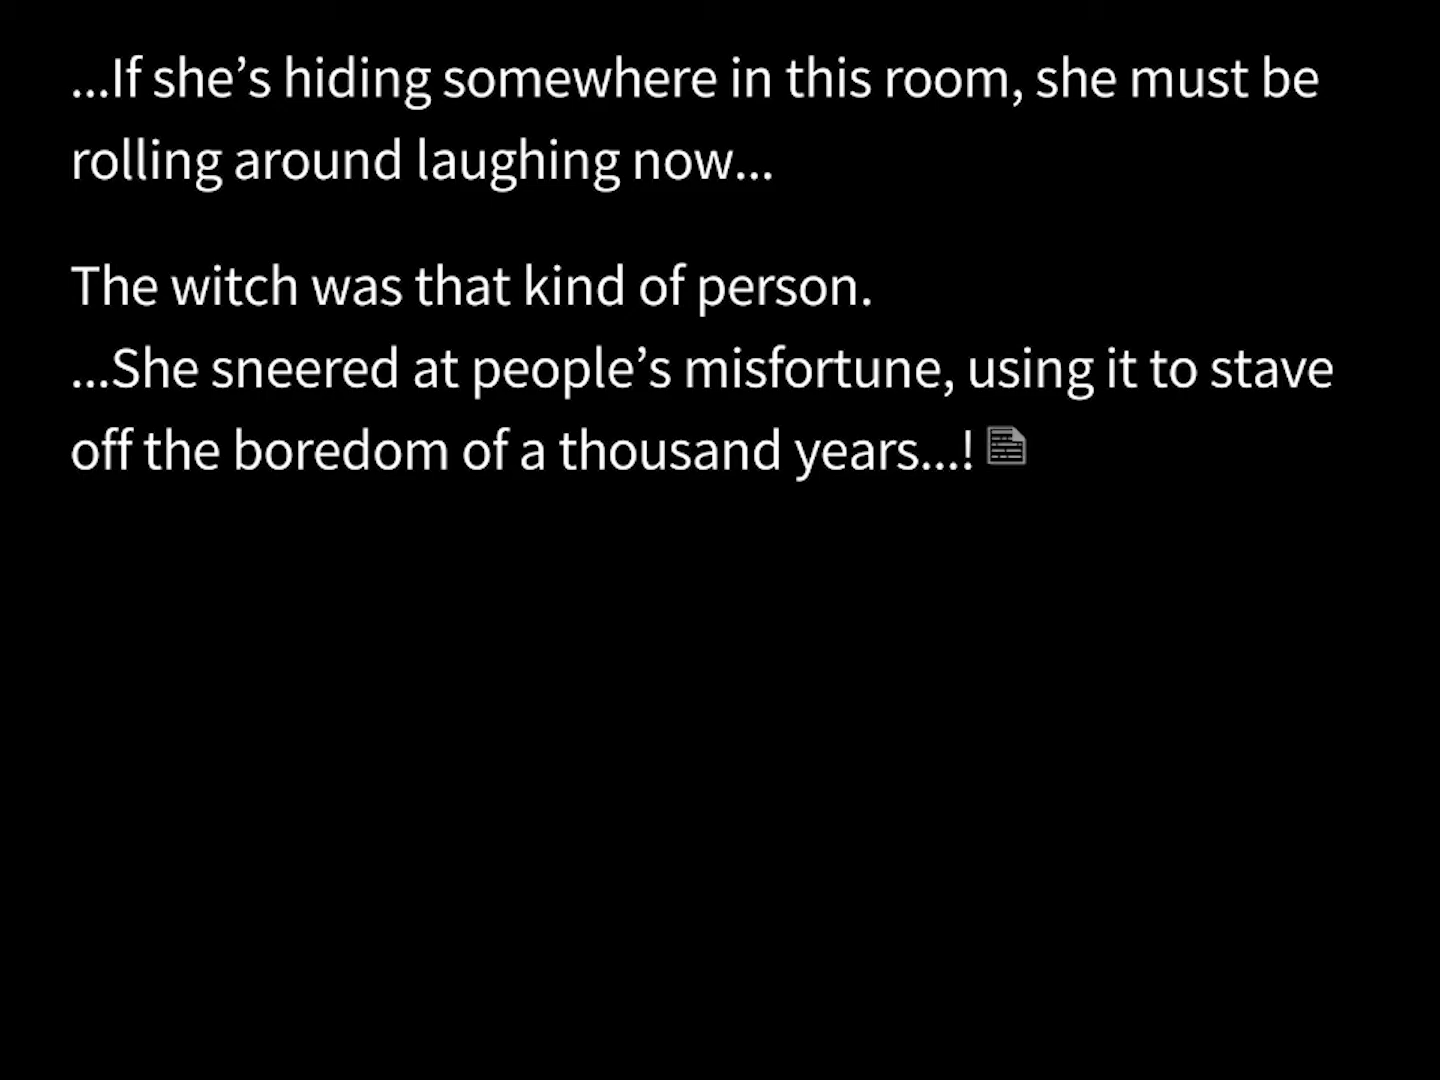 ...If she’s hiding somewhere in this room, she must be
rolling around laughing now...
The witch was that kind of person.
...She sneered at people’s misfortune, using it to stave
off the boredom of a thousand years...!